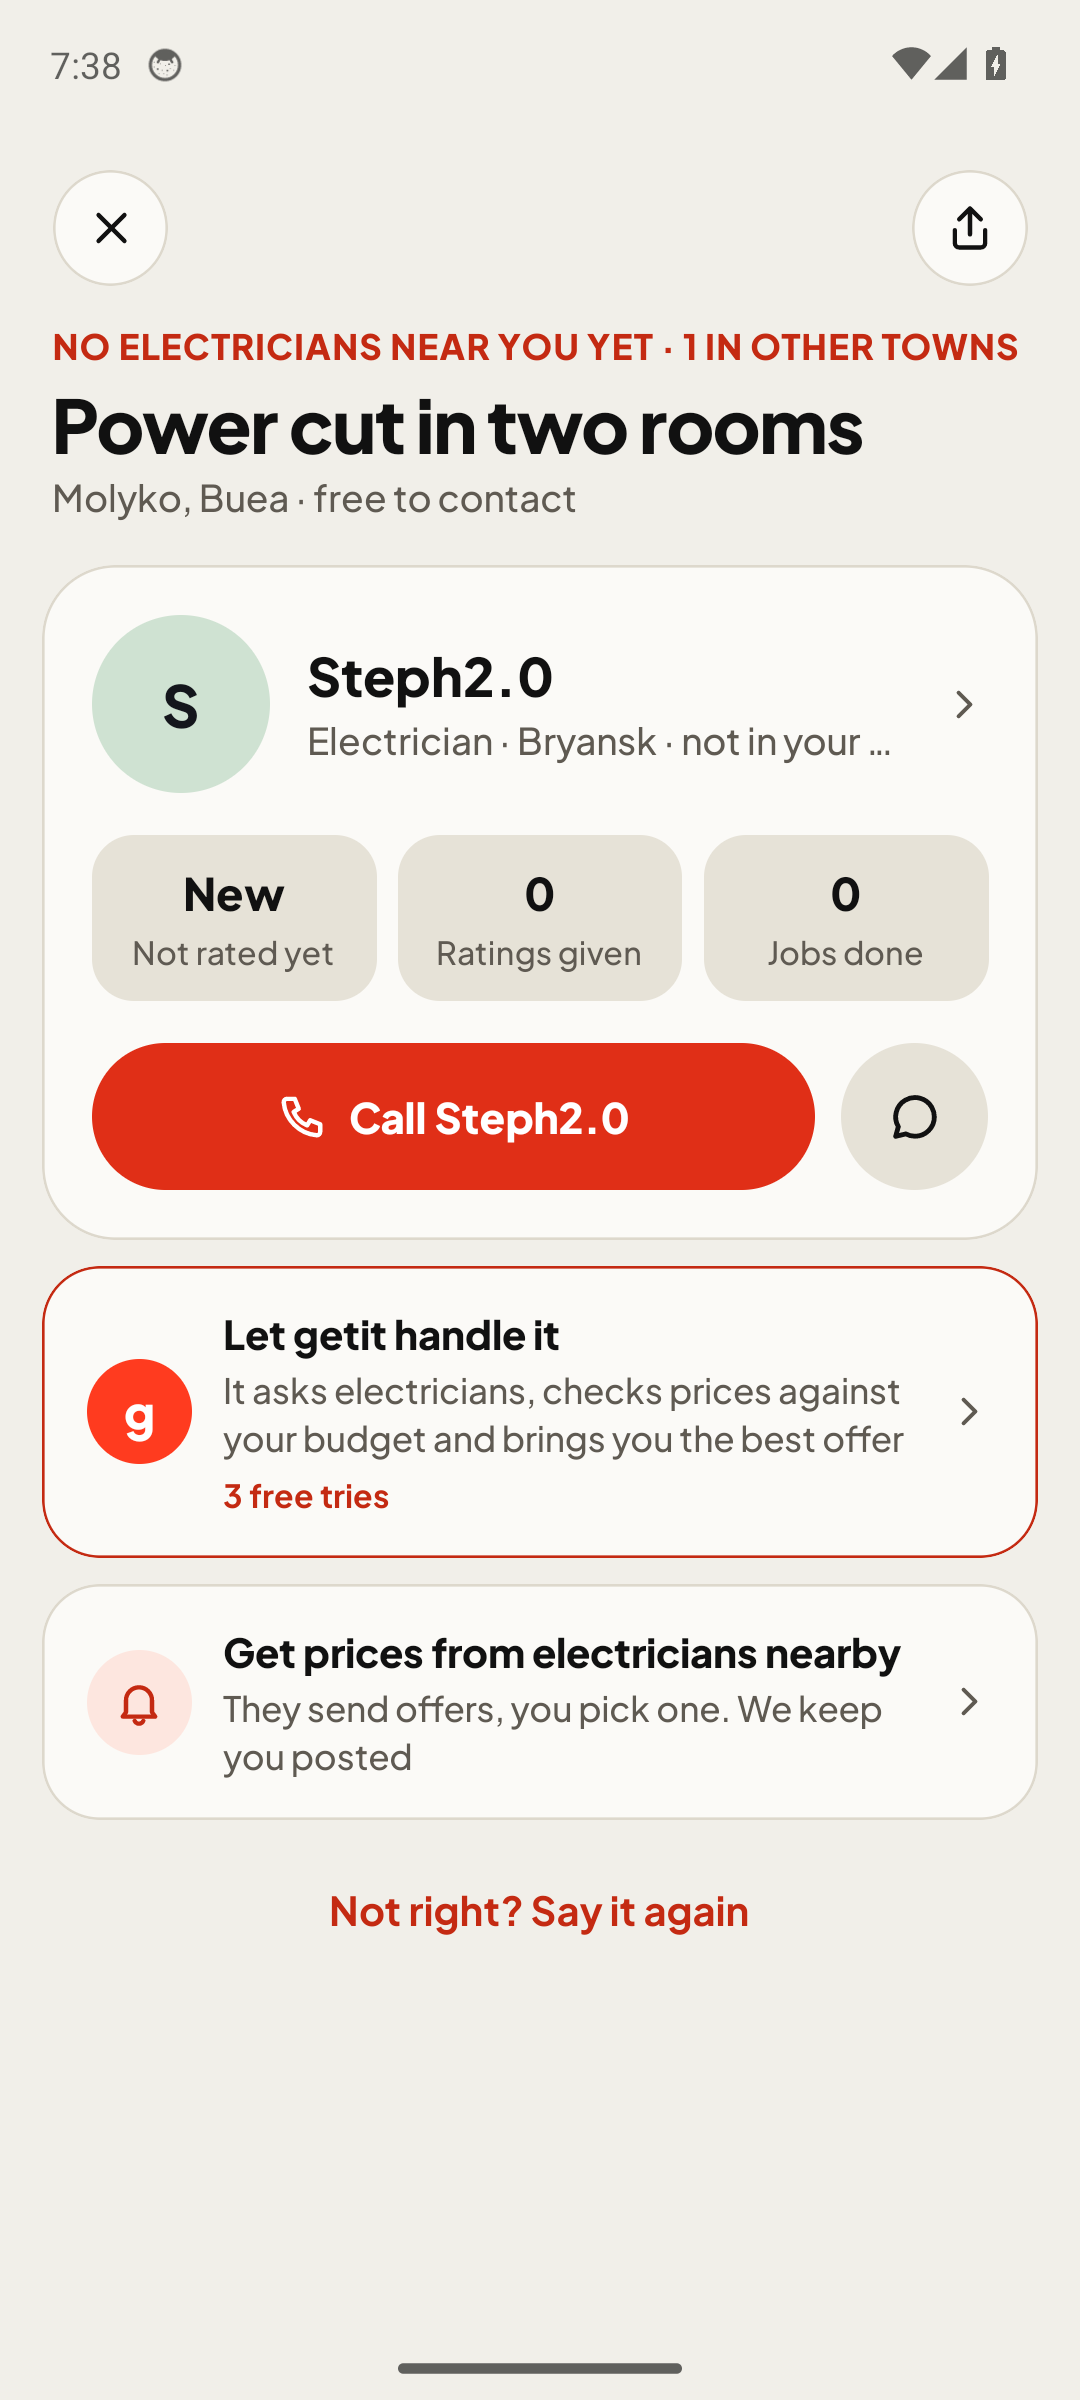 7:38
NO ELECTRICIANS NEAR YOU YET · 1 IN OTHER TOWNS
Power cut in two rooms
Molyko, Buea · free to contact
S
Steph2.0
Electrician · Bryansk · not in your ...
New
Not rated yet
0
Ratings given
0
Jobs done
Call Steph2.0
Let getit handle it
g
It asks electricians, checks prices against
your budget and brings you the best offer
3 free tries
Get prices from electricians nearby
They send offers, you pick one. We keep
you posted
Not right? Say it again